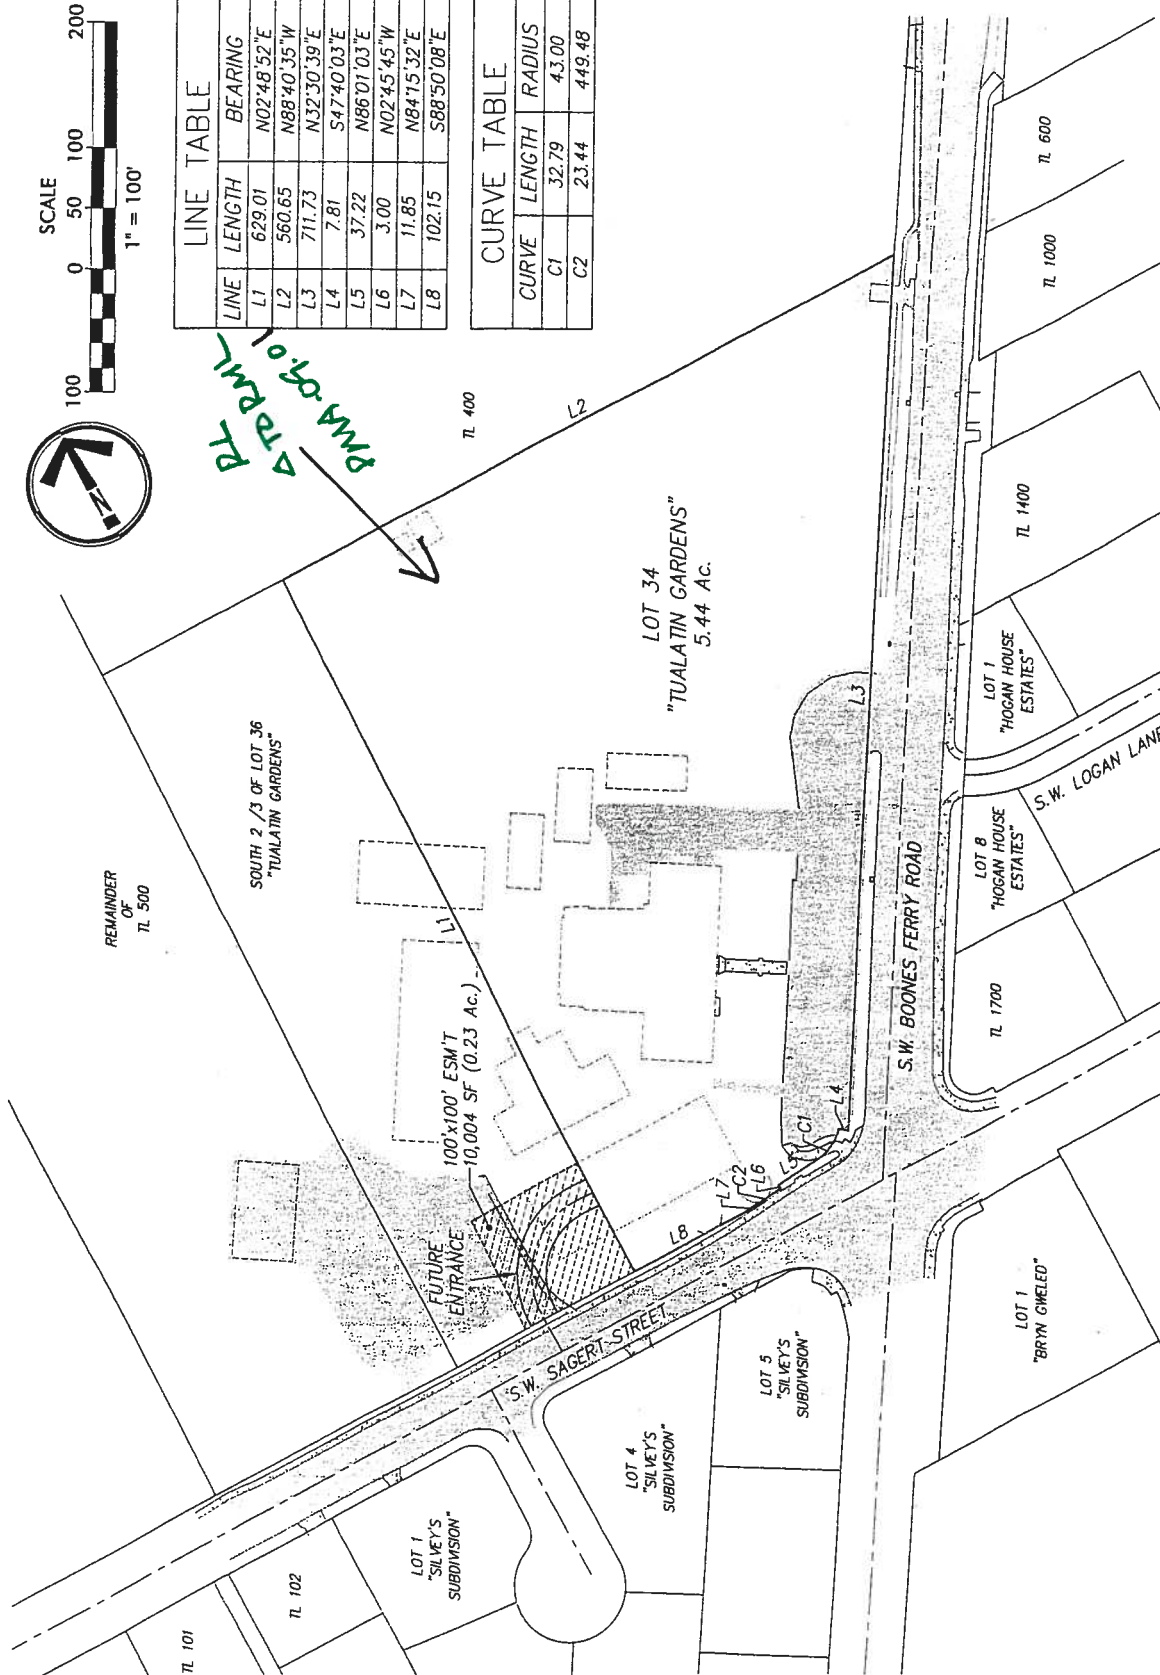 SCALE
100 0 50 100 200
1" = 100'
N
LINE TABLE
LINE LENGTH BEARING
L1 629.01 N02°48'52"E
L2 560.65 N88°40'35"W
L3 711.73 N32°30'39"E
L4 7.81 S47°40'03"E
L5 37.22 N86°01'03"E
L6 3.00 N02°45'45"W
L7 11.85 N84°15'32"E
L8 102.15 S88°50'08"E
CURVE TABLE
CURVE LENGTH RADIUS
C1 32.79 43.00
C2 23.44 449.48
RL
Δ TO RML
TL 400
L2
REMAINDER
OF
TL 500
SOUTH 2 /3 OF LOT 36
"TUALATIN GARDENS"
LOT 34
"TUALATIN GARDENS"
5.44 Ac.
L1
L3
100'x100' ESM'T
10,004 SF (0.23 Ac.)
FUTURE
ENTRANCE
L8
L7
C2
L6
L5
C1
L4
S.W. SAGERT STREET
S.W. BOONES FERRY ROAD
S.W. LOGAN LANE
TL 600
TL 1000
TL 1400
LOT 1
"HOGAN HOUSE
ESTATES"
LOT 8
"HOGAN HOUSE
ESTATES"
TL 1700
LOT 1
"BRYN GWELED"
LOT 5
"SILVEY'S
SUBDIVISION"
LOT 4
"SILVEY'S
SUBDIVISION"
LOT 1
"SILVEY'S
SUBDIVISION"
TL 102
TL 101